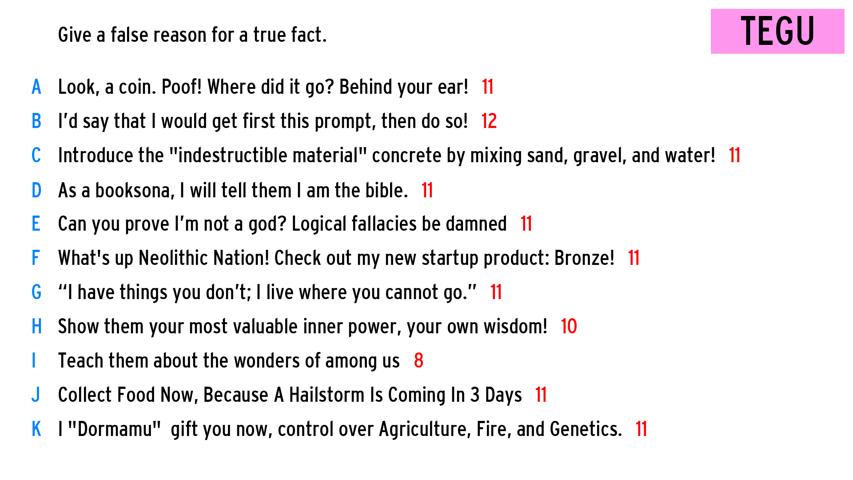 Give a false reason for a true fact.
TEGU
A Look, a coin. Poof! Where did it go? Behind your ear! 11
B I'd say that I would get first this prompt, then do so! 12
C Introduce the "indestructible material" concrete by mixing sand, gravel, and water! 11
D As a booksona, I will tell them I am the bible. 11
E Can you prove I'm not a god? Logical fallacies be damned 11
F What's up Neolithic Nation! Check out my new startup product: Bronze! 11
G “I have things you don't; I live where you cannot go.” 11
H Show them your most valuable inner power, your own wisdom! 10
I Teach them about the wonders of among us 8
J Collect Food Now, Because A Hailstorm Is Coming In 3 Days 11
K I "Dormamu" gift you now, control over Agriculture, Fire, and Genetics. 11